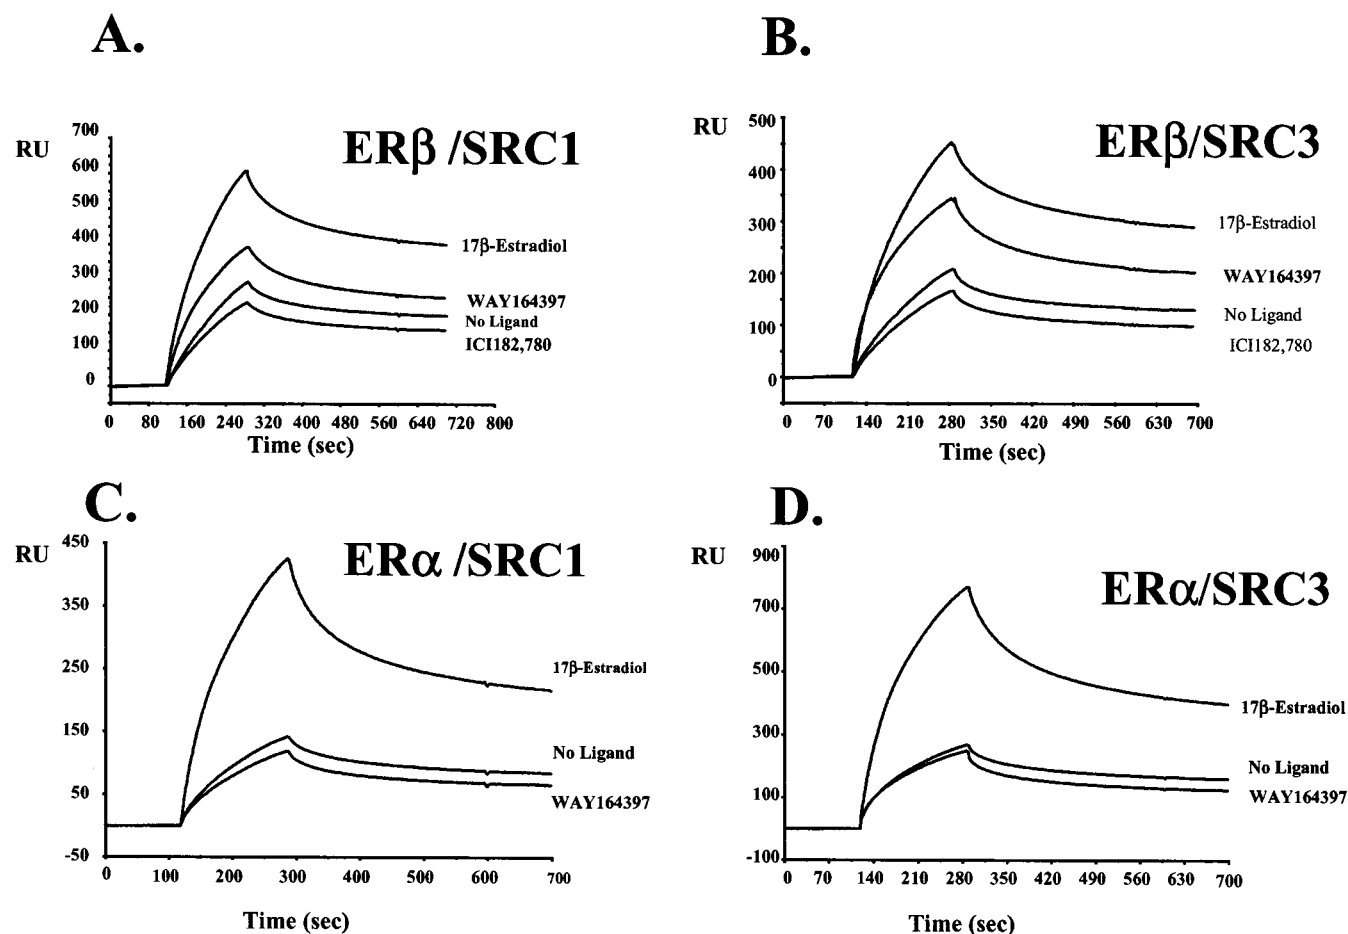 A.
RU
ERβ /SRC1
700
600
500
400
300
200
100
0
17β-Estradiol
WAY164397
No Ligand
ICI182,780
0 80 160 240 320 400 480 560 640 720 800
Time (sec)
B.
RU
ERβ/SRC3
500
400
300
200
100
0
17β-Estradiol
WAY164397
No Ligand
ICI182,780
0 70 140 210 280 350 420 490 560 630 700
Time (sec)
C.
RU
ERα /SRC1
450
350
250
150
50
-50
17β-Estradiol
No Ligand
WAY164397
0 100 200 300 400 500 600 700
Time (sec)
D.
RU
ERα/SRC3
900
700
500
300
100
-100
17β-Estradiol
No Ligand
WAY164397
0 70 140 210 280 350 420 490 560 630 700
Time (sec)